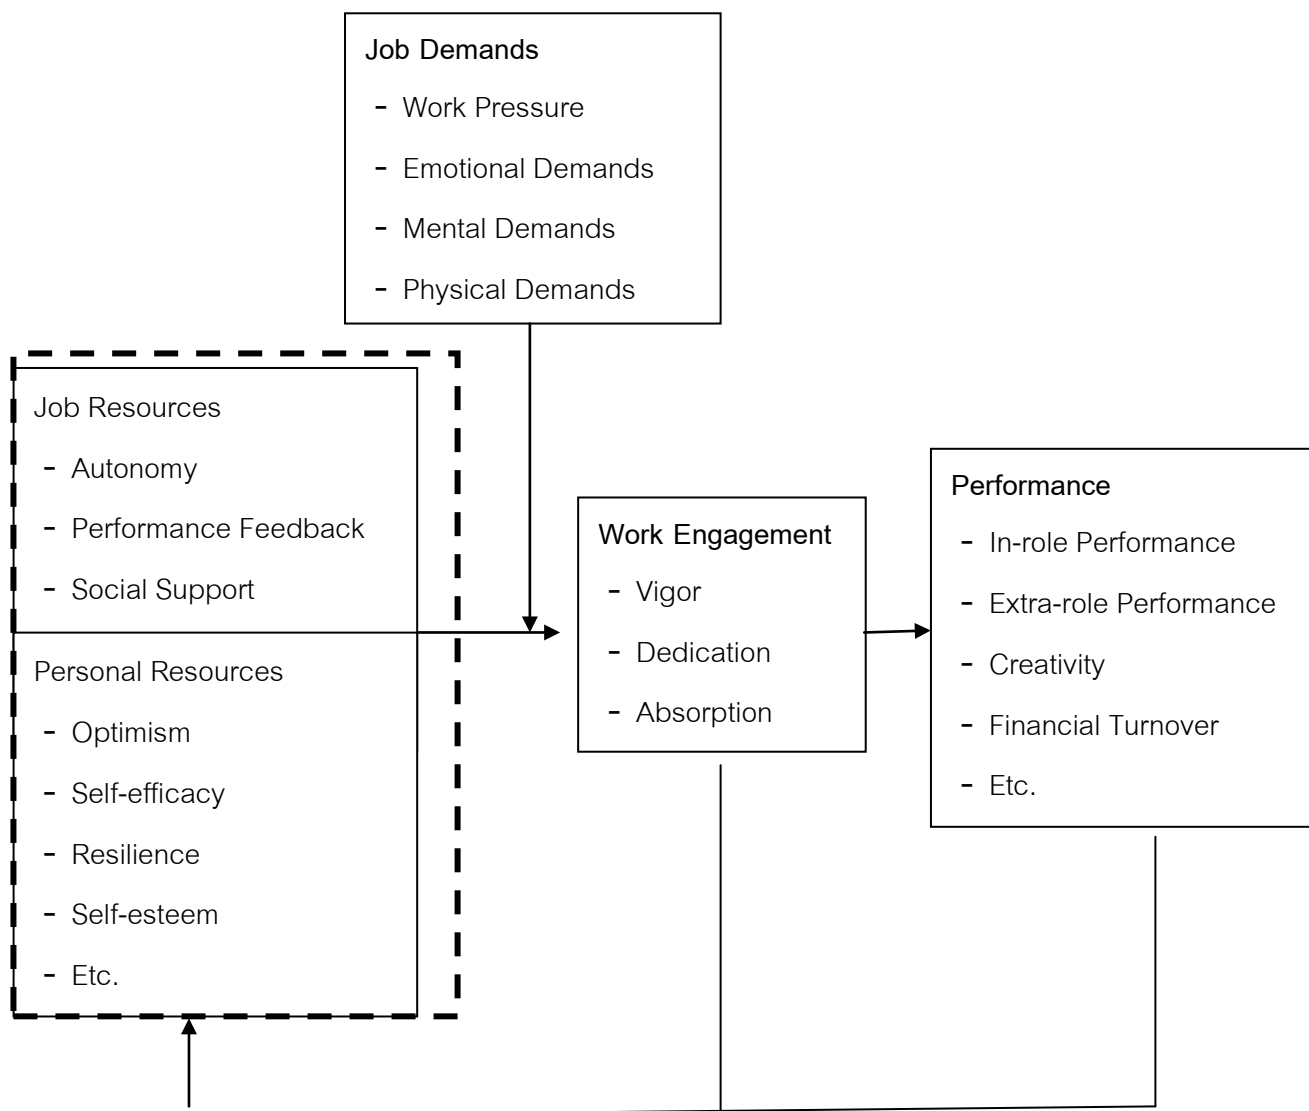 Job Demands
- Work Pressure
- Emotional Demands
- Mental Demands
- Physical Demands
Job Resources
- Autonomy
- Performance Feedback
- Social Support
Personal Resources
- Optimism
- Self-efficacy
- Resilience
- Self-esteem
- Etc.
Work Engagement
- Vigor
- Dedication
- Absorption
Performance
- In-role Performance
- Extra-role Performance
- Creativity
- Financial Turnover
- Etc.